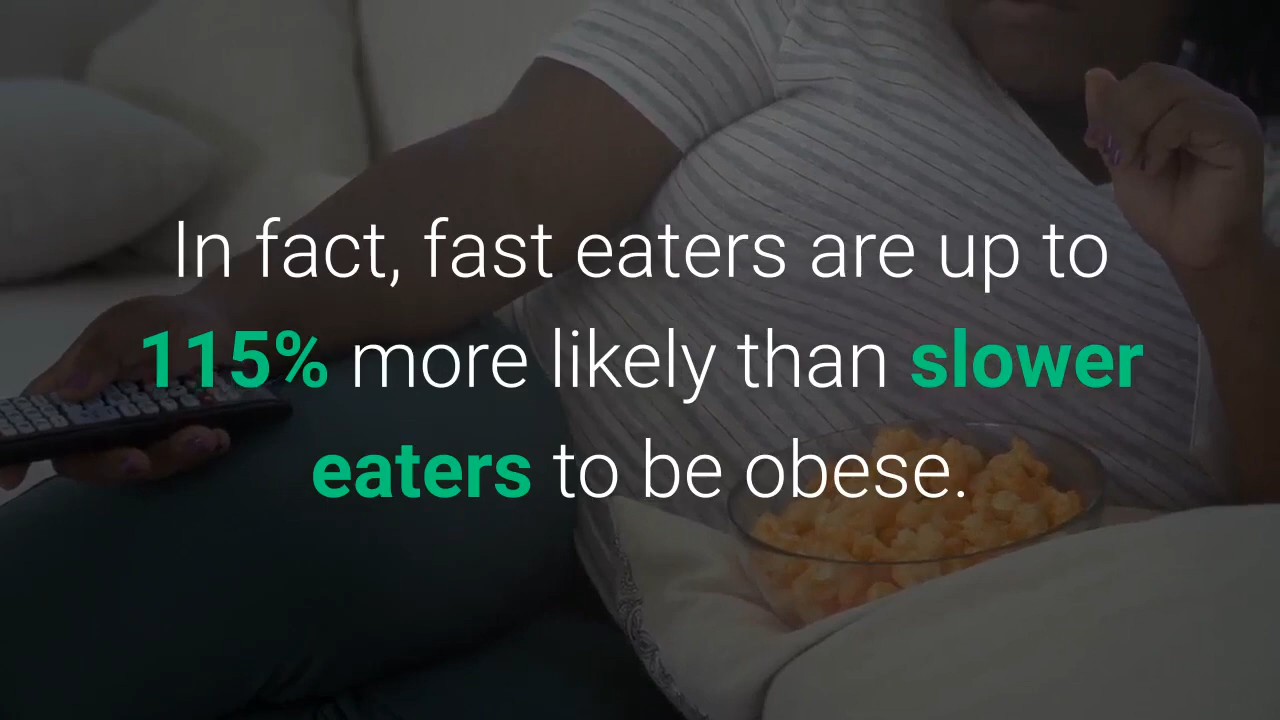 In fact, fast eaters are up to
115% more likely than slower
eaters to be obese.